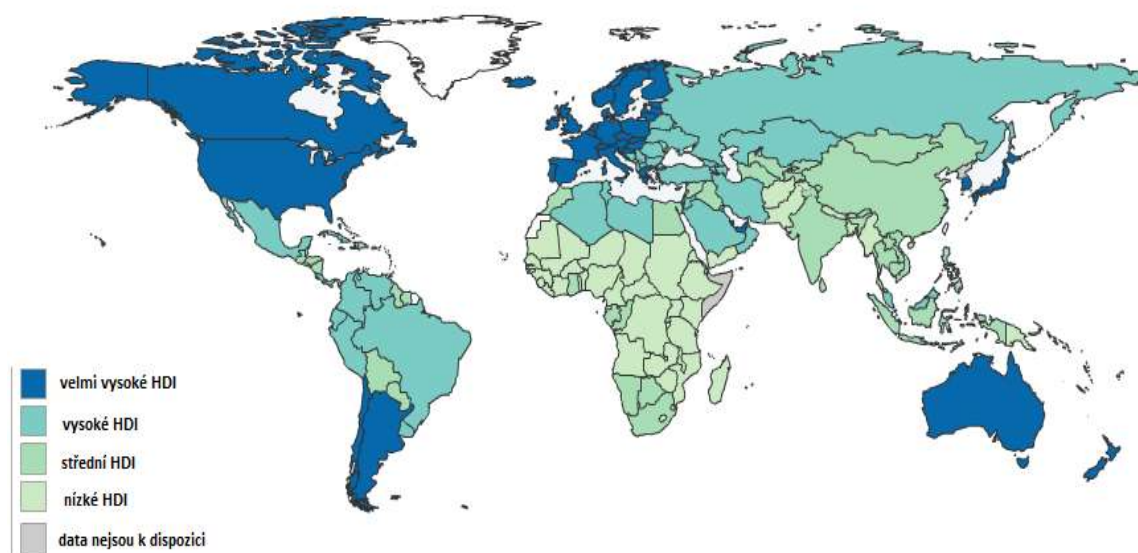 velmi vysoké HDI
vysoké HDI
střední HDI
nízké HDI
data nejsou k dispozici